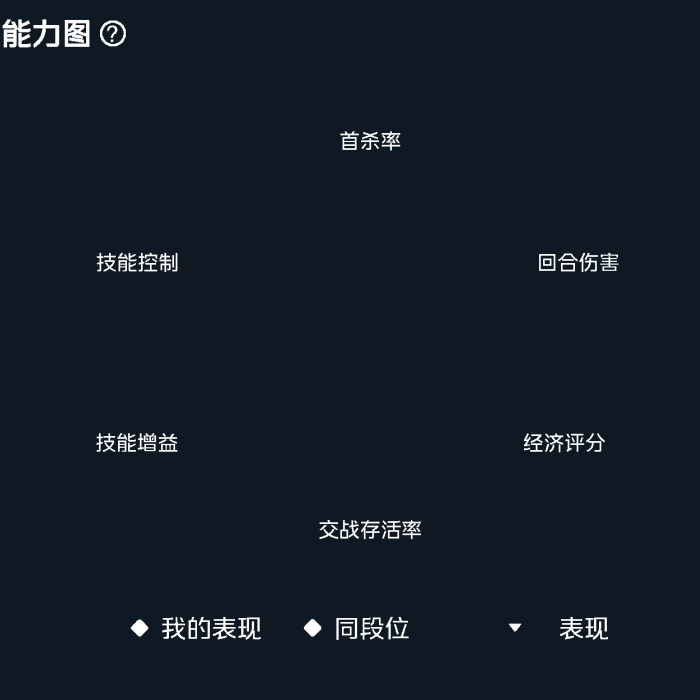 能力图
首杀率
技能控制
回合伤害
技能增益
经济评分
交战存活率
我的表现 同段位 表现